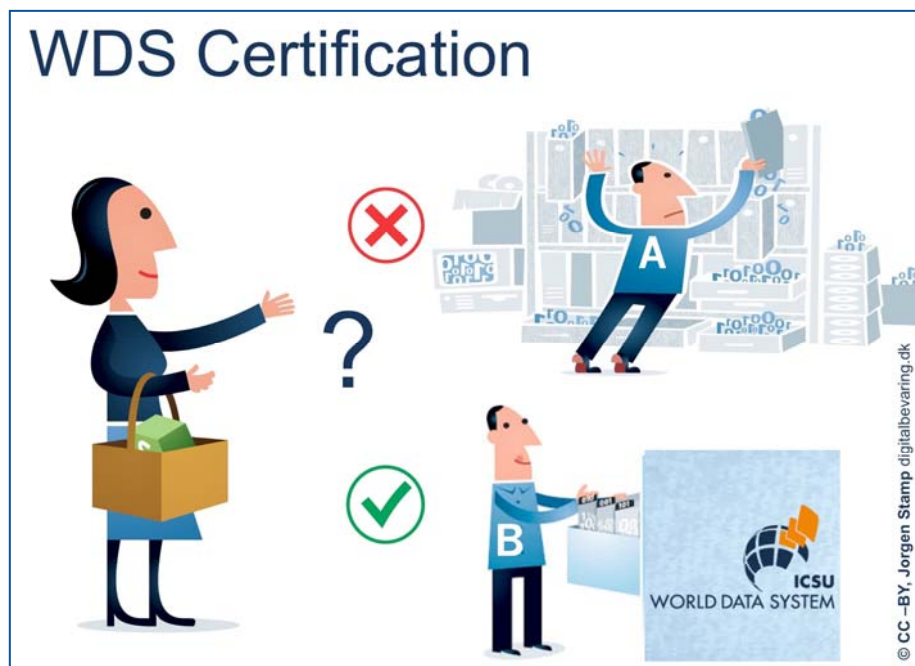 WDS Certification
?
A
B
ICSU
WORLD DATA SYSTEM
© CC –BY, Jorgen Stamp digitalbevaring.dk